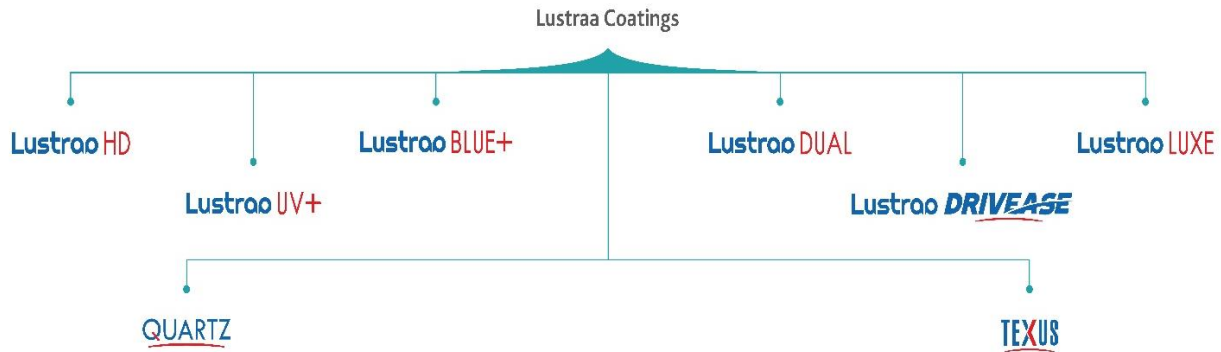 Lustraa Coatings
Lustraa HD
Lustraa BLUE+
Lustraa DUAL
Lustraa LUXE
Lustraa UV+
Lustraa DRIVEASE
QUARTZ
TEXUS